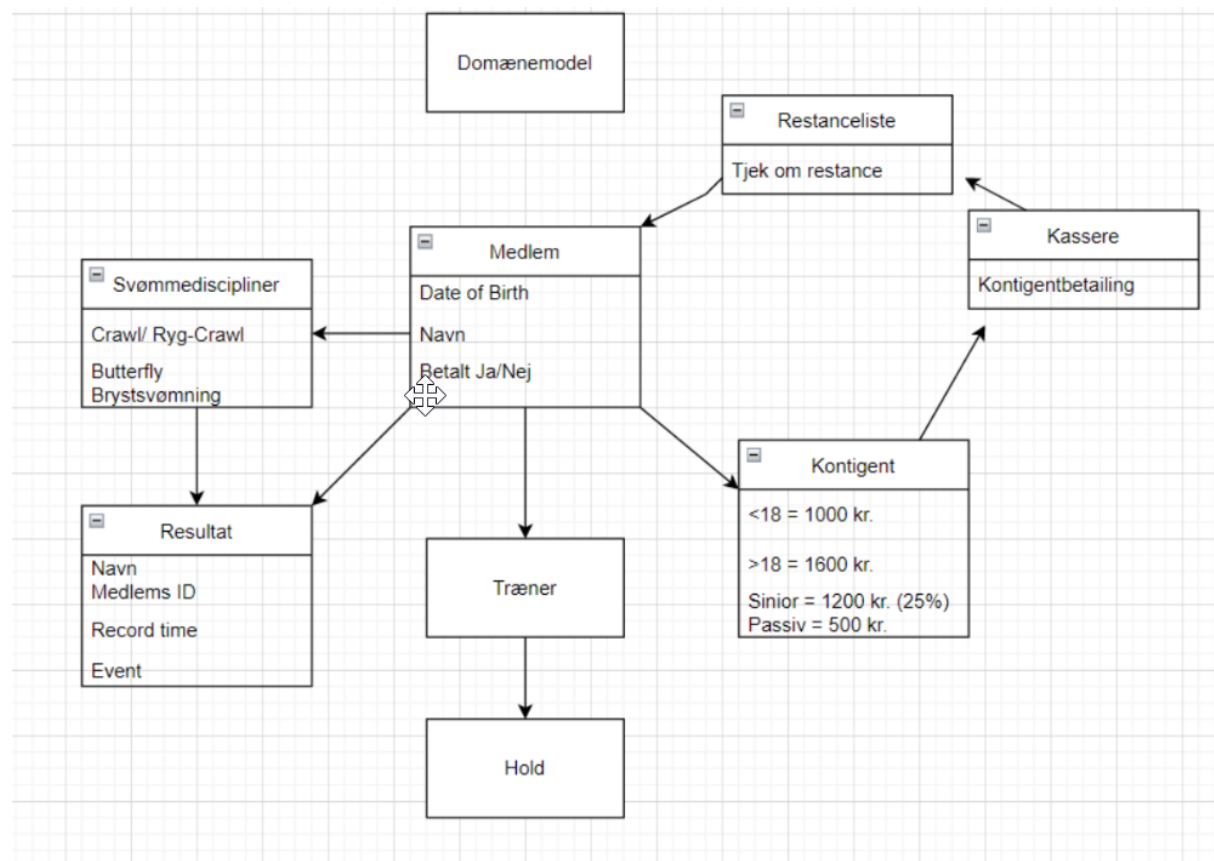 Domænemodel
Restanceliste
Tjek om restance
Kassere
Kontigentbetailing
Medlem
Date of Birth
Navn
Betalt Ja/Nej
Svømmediscipliner
Crawl/ Ryg-Crawl
Butterfly
Brystsvømning
Kontigent
<18 = 1000 kr.
>18 = 1600 kr.
Sinior = 1200 kr. (25%)
Passiv = 500 kr.
Resultat
Navn
Medlems ID
Record time
Event
Træner
Hold